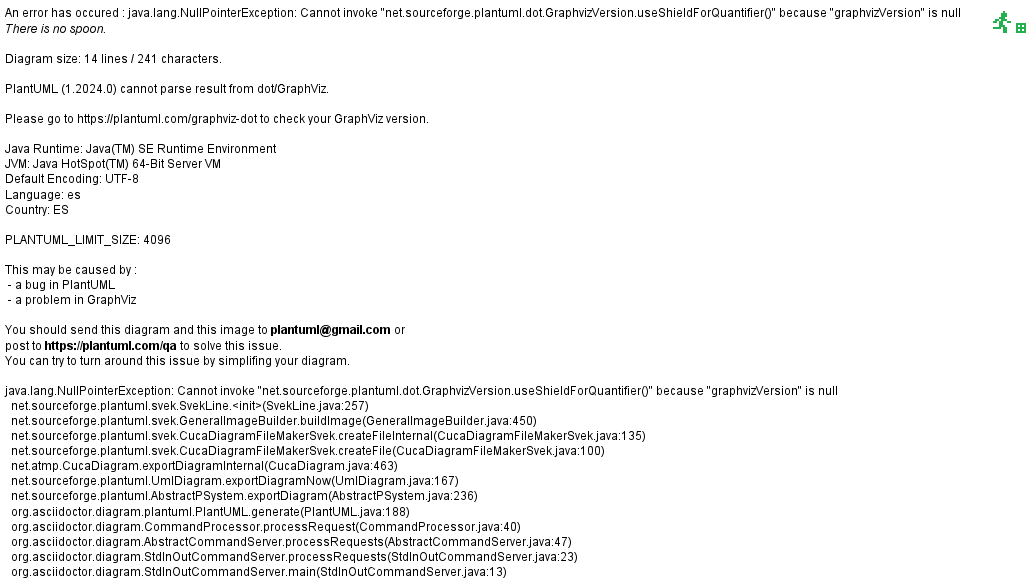 An error has occured : java.lang.NullPointerException: Cannot invoke "net.sourceforge.plantuml.dot.GraphvizVersion.useShieldForQuantifier()" because "graphvizVersion" is null
There is no spoon.
Diagram size: 14 lines / 241 characters.
PlantUML (1.2024.0) cannot parse result from dot/GraphViz.
Please go to https://plantuml.com/graphviz-dot to check your GraphViz version.
Java Runtime: Java(TM) SE Runtime Environment
JVM: Java HotSpot(TM) 64-Bit Server VM
Default Encoding: UTF-8
Language: es
Country: ES
PLANTUML_LIMIT_SIZE: 4096
This may be caused by :
- a bug in PlantUML
- a problem in GraphViz
You should send this diagram and this image to plantuml@gmail.com or
post to https://plantuml.com/qa to solve this issue.
You can try to turn around this issue by simplifing your diagram.
java.lang.NullPointerException: Cannot invoke "net.sourceforge.plantuml.dot.GraphvizVersion.useShieldForQuantifier()" because "graphvizVersion" is null
net.sourceforge.plantuml.svek.SvekLine.<init>(SvekLine.java:257)
net.sourceforge.plantuml.svek.GeneralImageBuilder.buildImage(GeneralImageBuilder.java:450)
net.sourceforge.plantuml.svek.CucaDiagramFileMakerSvek.createFileInternal(CucaDiagramFileMakerSvek.java:135)
net.sourceforge.plantuml.svek.CucaDiagramFileMakerSvek.createFile(CucaDiagramFileMakerSvek.java:100)
net.atmp.CucaDiagram.exportDiagramInternal(CucaDiagram.java:463)
net.sourceforge.plantuml.UmlDiagram.exportDiagramNow(UmlDiagram.java:167)
net.sourceforge.plantuml.AbstractPSystem.exportDiagram(AbstractPSystem.java:236)
org.asciidoctor.diagram.plantuml.PlantUML.generate(PlantUML.java:188)
org.asciidoctor.diagram.CommandProcessor.processRequest(CommandProcessor.java:40)
org.asciidoctor.diagram.AbstractCommandServer.processRequests(AbstractCommandServer.java:47)
org.asciidoctor.diagram.StdInOutCommandServer.processRequests(StdInOutCommandServer.java:23)
org.asciidoctor.diagram.StdInOutCommandServer.main(StdInOutCommandServer.java:13)